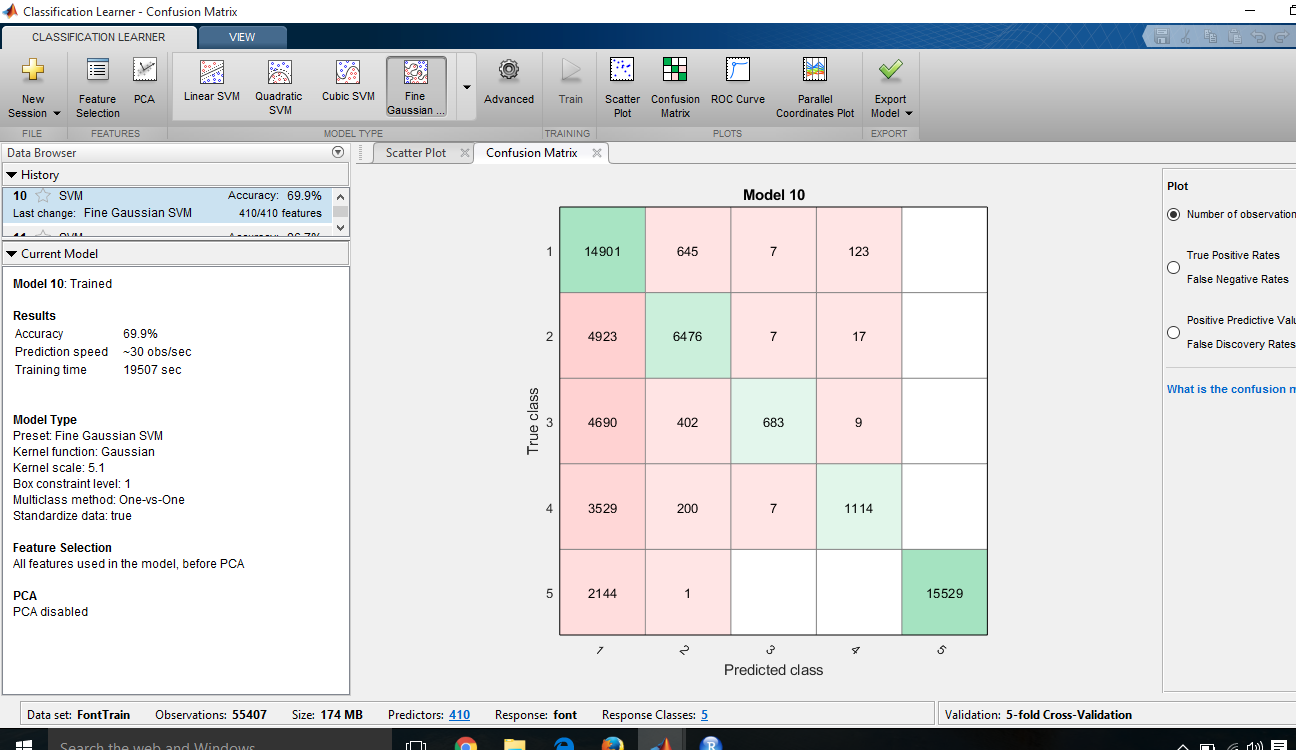 Classification Learner - Confusion Matrix
CLASSIFICATION LEARNER VIEW
New Session
Feature Selection
PCA
Linear SVM
Quadratic SVM
Cubic SVM
Fine Gaussian ...
Advanced
Train
Scatter Plot
Confusion Matrix
ROC Curve
Parallel Coordinates Plot
Export Model
FILE FEATURES MODEL TYPE TRAINING PLOTS EXPORT
Data Browser
History
10 SVM Accuracy: 69.9%
Last change: Fine Gaussian SVM 410/410 features
Current Model
Model 10: Trained
Results
Accuracy 69.9%
Prediction speed ~30 obs/sec
Training time 19507 sec
Model Type
Preset: Fine Gaussian SVM
Kernel function: Gaussian
Kernel scale: 5.1
Box constraint level: 1
Multiclass method: One-vs-One
Standardize data: true
Feature Selection
All features used in the model, before PCA
PCA
PCA disabled
Scatter Plot Confusion Matrix
Model 10
True class
1 14901 645 7 123
2 4923 6476 7 17
3 4690 402 683 9
4 3529 200 7 1114
5 2144 1 15529
1 2 3 4 5
Predicted class
Plot
Number of observation
True Positive Rates
False Negative Rates
Positive Predictive Valu
False Discovery Rates
What is the confusion m
Data set: FontTrain Observations: 55407 Size: 174 MB Predictors: 410 Response: font Response Classes: 5 Validation: 5-fold Cross-Validation
Search the web and Windows